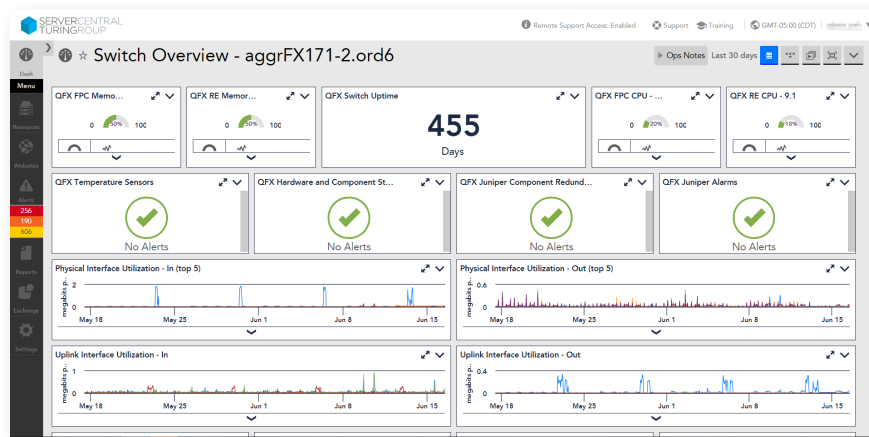 SERVERCENTRAL
TURINGGROUP
Remote Support Access: Enabled
Support
Training
GMT-05:00 (CDT)
Dash
Menu
Resources
Websites
Alerts
256
190
606
Reports
Exchange
Settings
Switch Overview - aggrFX171-2.ord6
Ops Notes
Last 30 days
QFX FPC Memo...
0
50%
100
QFX RE Memor...
0
50%
100
QFX Switch Uptime
455
Days
QFX FPC CPU - ...
0
20%
100
QFX RE CPU - 9.1
0
18%
100
QFX Temperature Sensors
No Alerts
QFX Hardware and Component St...
No Alerts
QFX Juniper Component Redund...
No Alerts
QFX Juniper Alarms
No Alerts
Physical Interface Utilization - In (top 5)
megabits p...
2
0
May 18
May 25
Jun 1
Jun 8
Jun 15
Physical Interface Utilization - Out (top 5)
megabits p...
0.6
0
May 18
May 25
Jun 1
Jun 8
Jun 15
Uplink Interface Utilization - In
megabits p..
1
0
May 18
May 25
Jun 1
Jun 8
Jun 15
Uplink Interface Utilization - Out
megabits p..
0.4
0
May 18
May 25
Jun 1
Jun 8
Jun 15